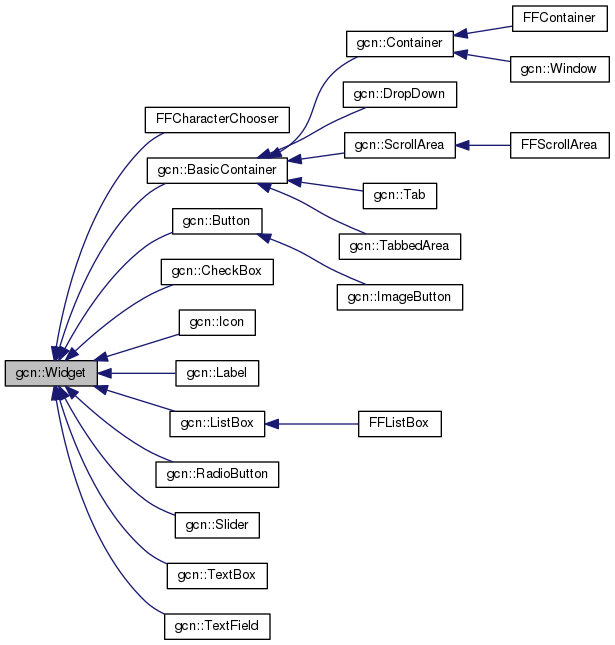 FFContainer
gcn::Container
gcn::Window
gcn::DropDown
FFCharacterChooser
gcn::ScrollArea
FFScrollArea
gcn::BasicContainer
gcn::Tab
gcn::Button
gcn::TabbedArea
gcn::CheckBox
gcn::ImageButton
gcn::Icon
gcn::Widget
gcn::Label
gcn::ListBox
FFListBox
gcn::RadioButton
gcn::Slider
gcn::TextBox
gcn::TextField